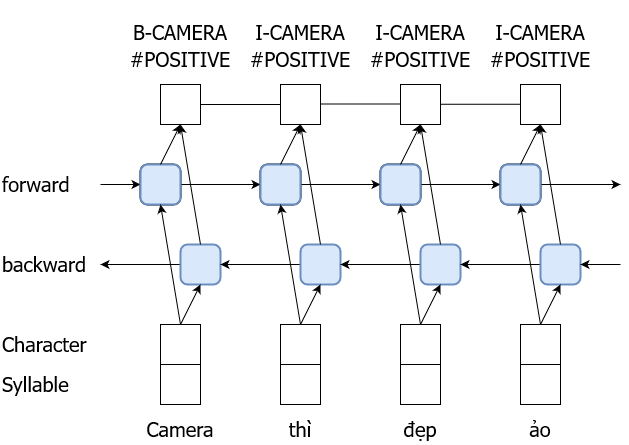 B-CAMERA I-CAMERA I-CAMERA I-CAMERA
#POSITIVE #POSITIVE #POSITIVE #POSITIVE
forward
backward
Character
Syllable
Camera thì đẹp ảo